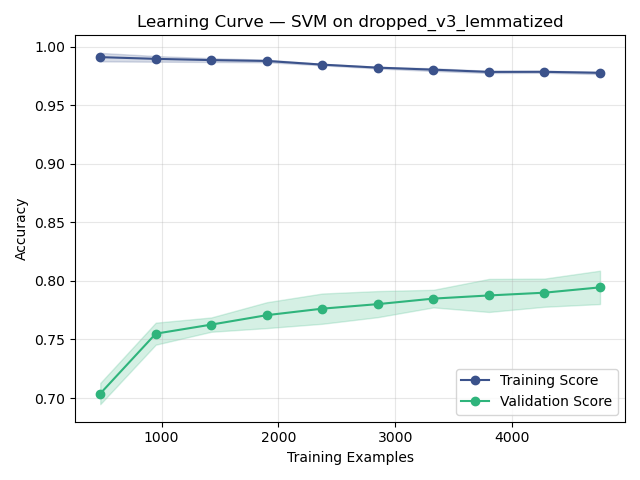 Learning Curve — SVM on dropped_v3_lemmatized
1.00
0.95
0.90
0.85
0.80
0.75
0.70
Accuracy
1000
2000
3000
4000
Training Examples
Training Score
Validation Score